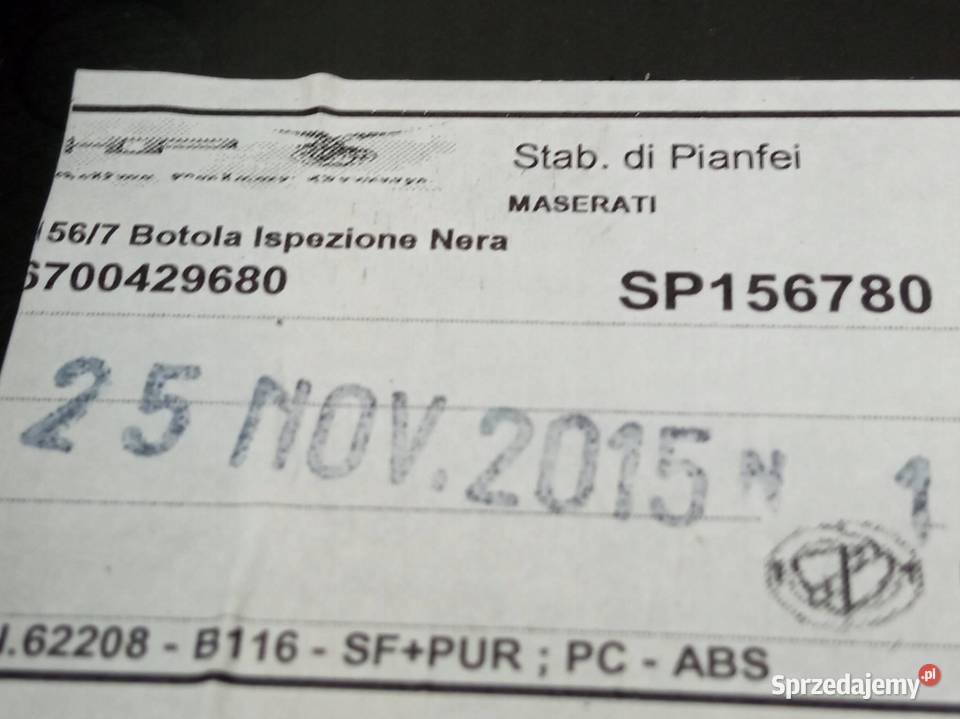 Stab. di Pianfei
MASERATI
156/7 Botola Ispezione Nera
6700429680
SP156780
25 NOV. 2015 N 1
.62208 - B116 - SF+PUR ; PC - ABS
Sprzedajemy.pl